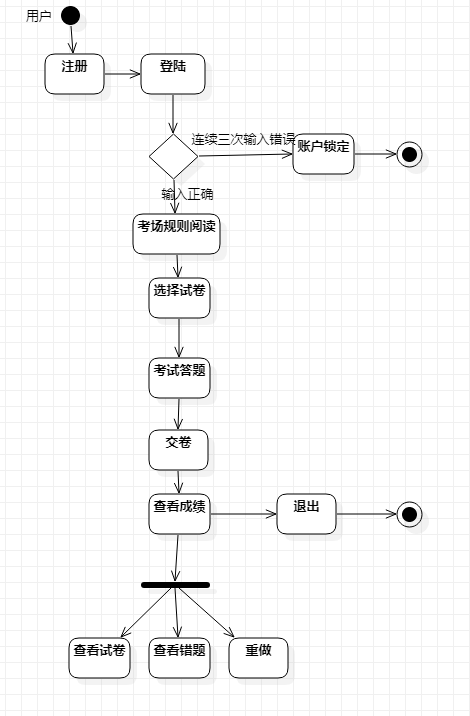 用户
注册
登陆
连续三次输入错误
账户锁定
输入正确
考场规则阅读
选择试卷
考试答题
交卷
查看成绩
退出
查看试卷
查看错题
重做